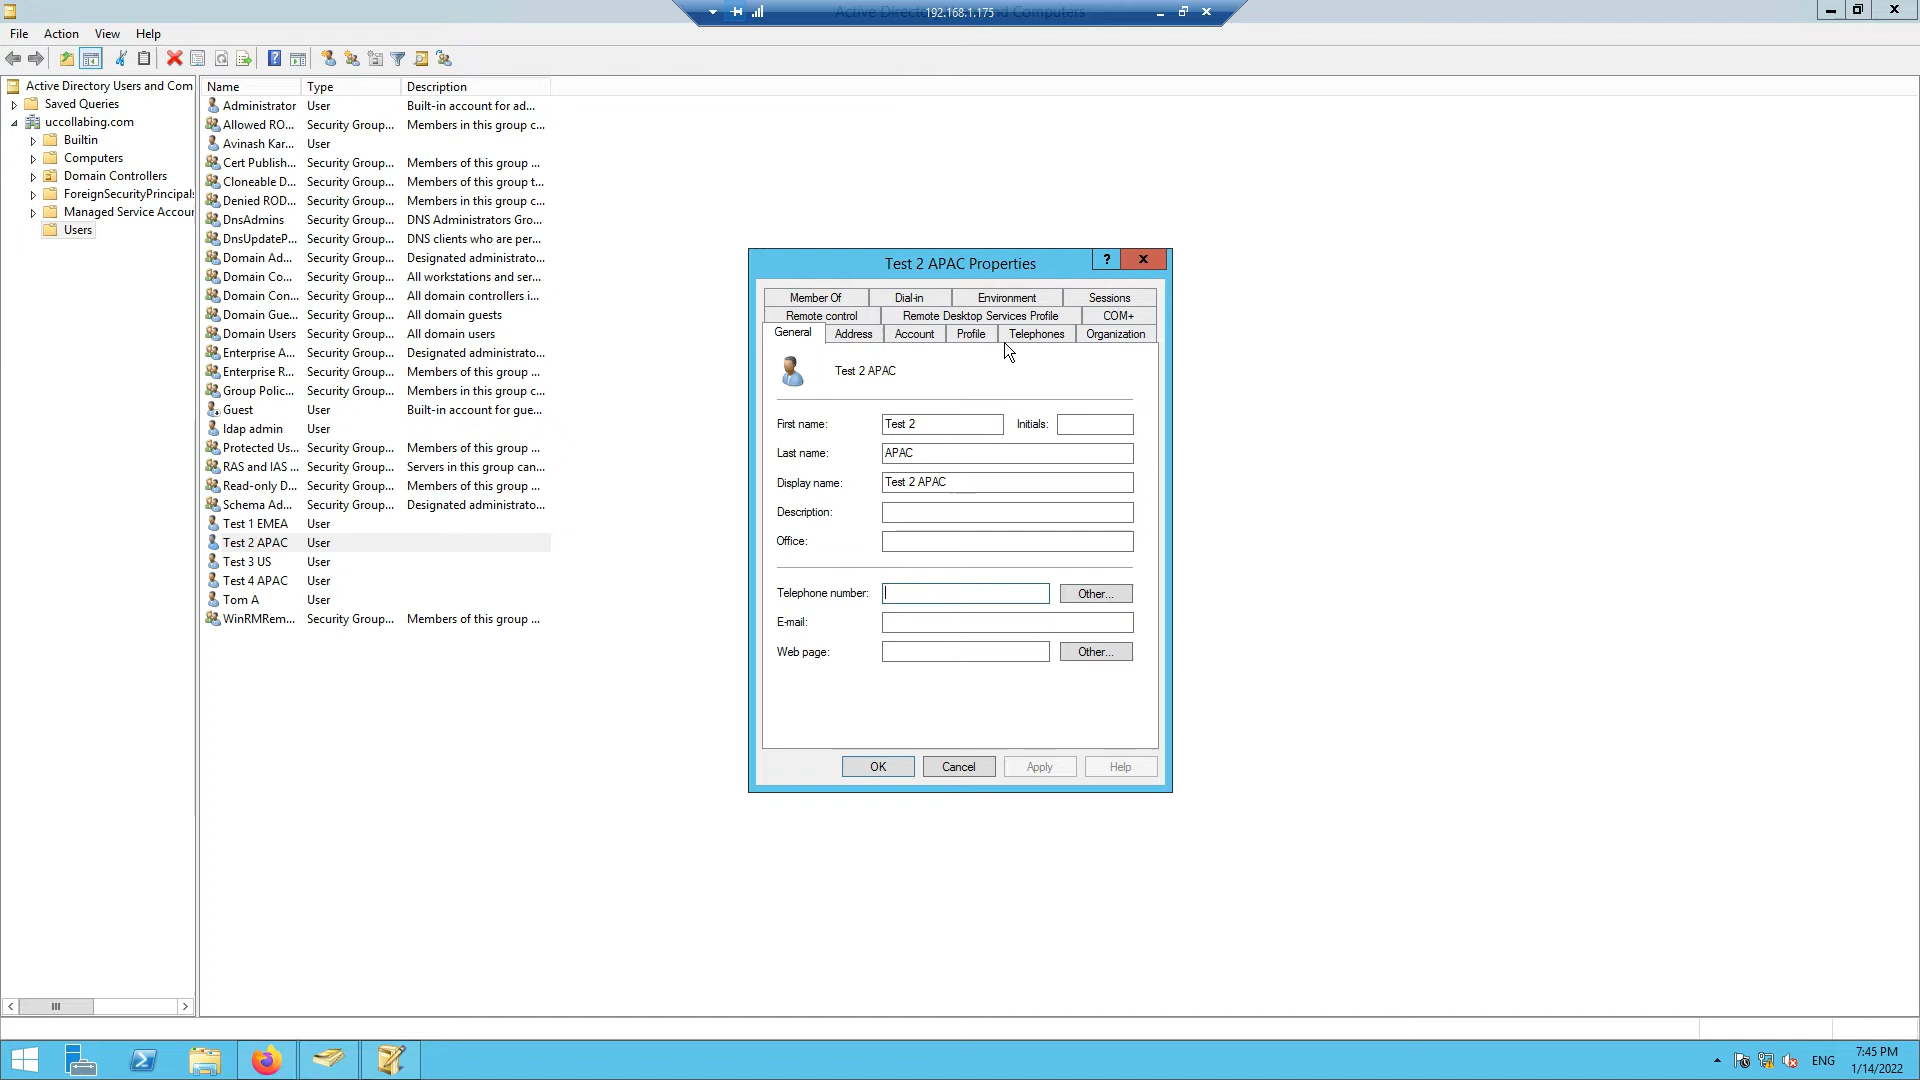 192.168.1.175
Active Directory Users and Computers
File Action View Help
Name Type Description
Active Directory Users and Com
Saved Queries
uccollabing.com
Builtin
Computers
Domain Controllers
ForeignSecurityPrincipals
Managed Service Accour
Users
Administrator User Built-in account for ad...
Allowed RO... Security Group... Members in this group c...
Avinash Kar... User
Cert Publish... Security Group... Members of this group ...
Cloneable D... Security Group... Members of this group t...
Denied ROD... Security Group... Members in this group c...
DnsAdmins Security Group... DNS Administrators Gro...
DnsUpdateP... Security Group... DNS clients who are per...
Domain Ad... Security Group... Designated administrato...
Domain Co... Security Group... All workstations and ser...
Domain Con... Security Group... All domain controllers i...
Domain Gue... Security Group... All domain guests
Domain Users Security Group... All domain users
Enterprise A... Security Group... Designated administrato...
Enterprise R... Security Group... Members of this group ...
Group Polic... Security Group... Members in this group c...
Guest User Built-in account for gue...
ldap admin User
Protected Us... Security Group... Members of this group ...
RAS and IAS ... Security Group... Servers in this group can...
Read-only D... Security Group... Members of this group ...
Schema Ad... Security Group... Designated administrato...
Test 1 EMEA User
Test 2 APAC User
Test 3 US User
Test 4 APAC User
Tom A User
WinRMRem... Security Group... Members of this group ...
Test 2 APAC Properties
Member Of Dial-in Environment Sessions
Remote control Remote Desktop Services Profile COM+
General Address Account Profile Telephones Organization
Test 2 APAC
First name: Test 2 Initials:
Last name: APAC
Display name: Test 2 APAC
Description:
Office:
Telephone number: Other...
E-mail:
Web page: Other...
OK Cancel Apply Help
ENG
7:45 PM
1/14/2022